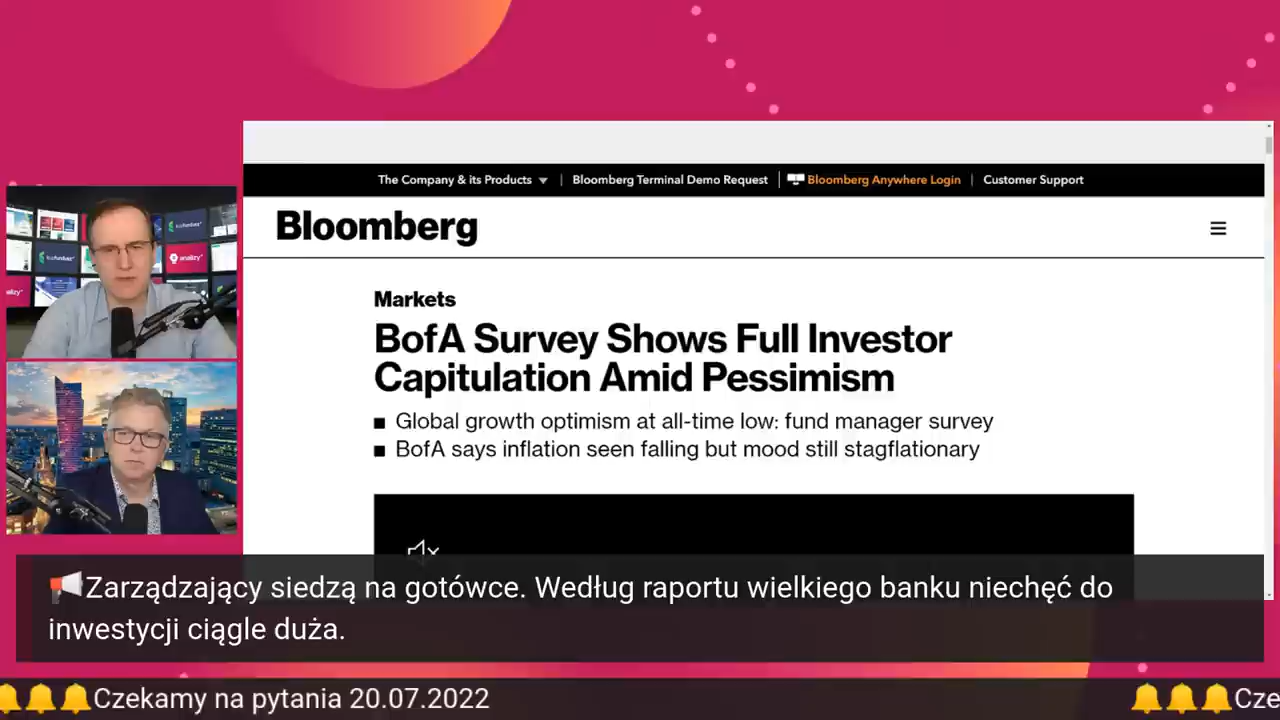 The Company & its Products
Bloomberg Terminal Demo Request
Bloomberg Anywhere Login
Customer Support
Bloomberg
Markets
BofA Survey Shows Full Investor
Capitulation Amid Pessimism
Global growth optimism at all-time low: fund manager survey
BofA says inflation seen falling but mood still stagflationary
analizy
Zarządzający siedzą na gotówce. Według raportu wielkiego banku niechęć do
inwestycji ciągle duża.
Czekamy na pytania 20.07.2022
Cze